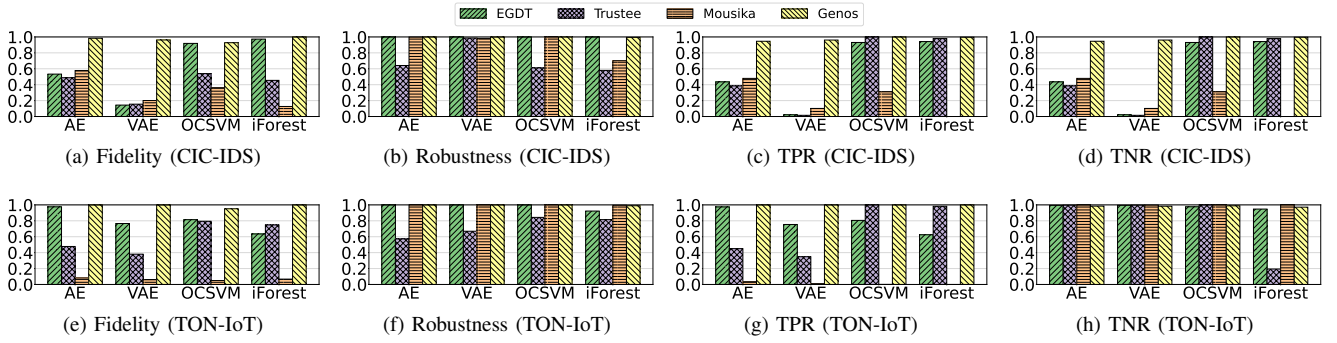 EGDT Trustee Mousika Genos
1.0 0.8 0.6 0.4 0.2 0.0
AE VAE OCSVM iForest
(a) Fidelity (CIC-IDS)
1.0 0.8 0.6 0.4 0.2 0.0
AE VAE OCSVM iForest
(b) Robustness (CIC-IDS)
1.0 0.8 0.6 0.4 0.2 0.0
AE VAE OCSVM iForest
(c) TPR (CIC-IDS)
1.0 0.8 0.6 0.4 0.2 0.0
AE VAE OCSVM iForest
(d) TNR (CIC-IDS)
1.0 0.8 0.6 0.4 0.2 0.0
AE VAE OCSVM iForest
(e) Fidelity (TON-IoT)
1.0 0.8 0.6 0.4 0.2 0.0
AE VAE OCSVM iForest
(f) Robustness (TON-IoT)
1.0 0.8 0.6 0.4 0.2 0.0
AE VAE OCSVM iForest
(g) TPR (TON-IoT)
1.0 0.8 0.6 0.4 0.2 0.0
AE VAE OCSVM iForest
(h) TNR (TON-IoT)